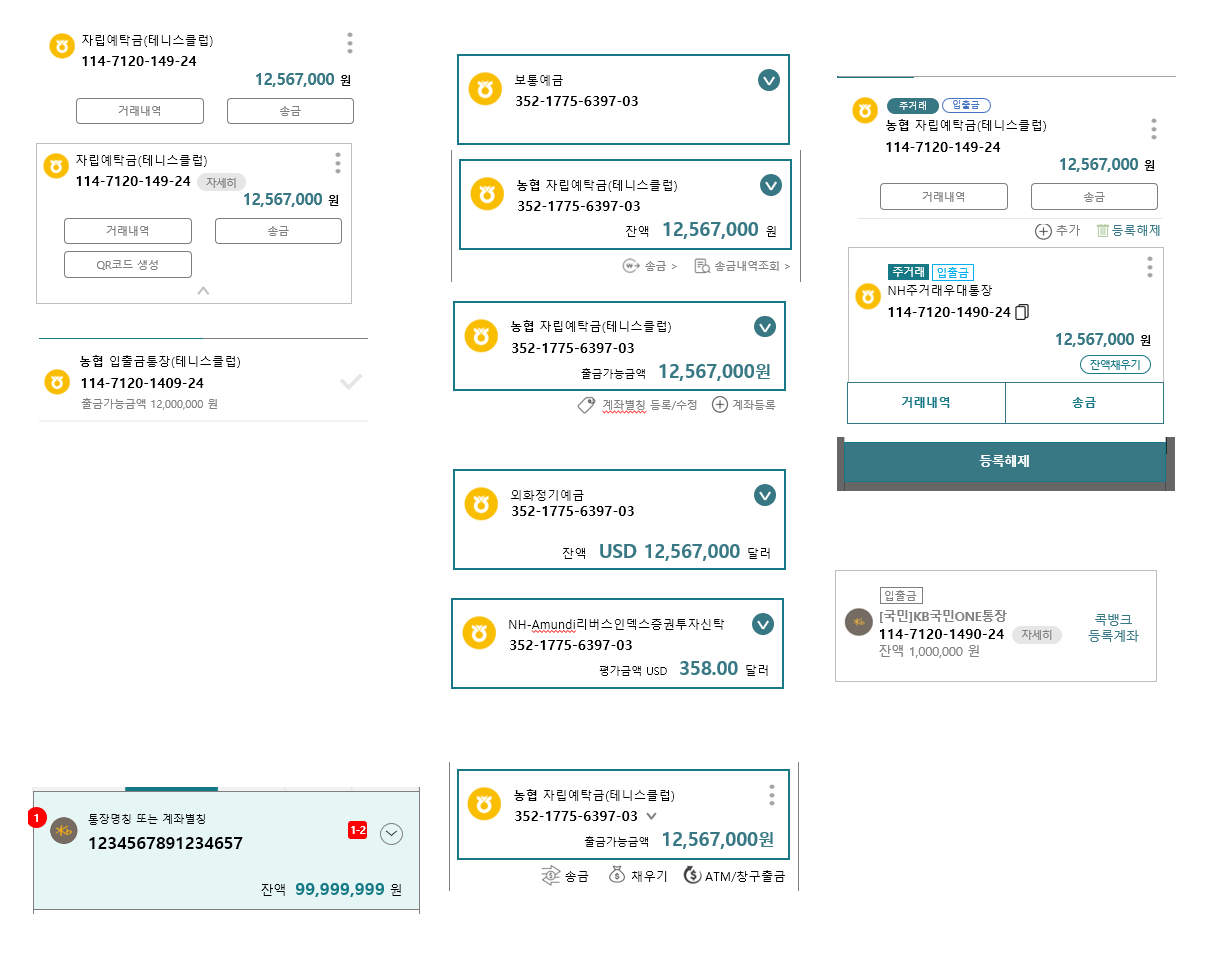 자립예탁금(테니스클럽)
114-7120-149-24
12,567,000 원
거래내역
송금
자립예탁금(테니스클럽)
114-7120-149-24 자세히
12,567,000 원
거래내역
송금
QR코드 생성
농협 입출금통장(테니스클럽)
114-7120-1409-24
출금가능금액 12,000,000 원
1
통장명칭 또는 계좌별칭
1-2
1234567891234657
잔액 99,999,999 원
보통예금
352-1775-6397-03
농협 자립예탁금(테니스클럽)
352-1775-6397-03
잔액 12,567,000 원
송금 > 송금내역조회 >
농협 자립예탁금(테니스클럽)
352-1775-6397-03
출금가능금액 12,567,000원
계좌별칭 등록/수정 계좌등록
외화정기예금
352-1775-6397-03
잔액 USD 12,567,000 달러
NH-Amundi리버스인덱스증권투자신탁
352-1775-6397-03
평가금액 USD 358.00 달러
농협 자립예탁금(테니스클럽)
352-1775-6397-03
출금가능금액 12,567,000원
송금 채우기 ATM/창구출금
주거래 입출금
농협 자립예탁금(테니스클럽)
114-7120-149-24
12,567,000 원
거래내역
송금
추가 등록해제
주거래 입출금
NH주거래우대통장
114-7120-1490-24
12,567,000 원
잔액채우기
거래내역
송금
등록해제
입출금
[국민]KB국민ONE통장
114-7120-1490-24 자세히
잔액 1,000,000 원
콕뱅크
등록계좌